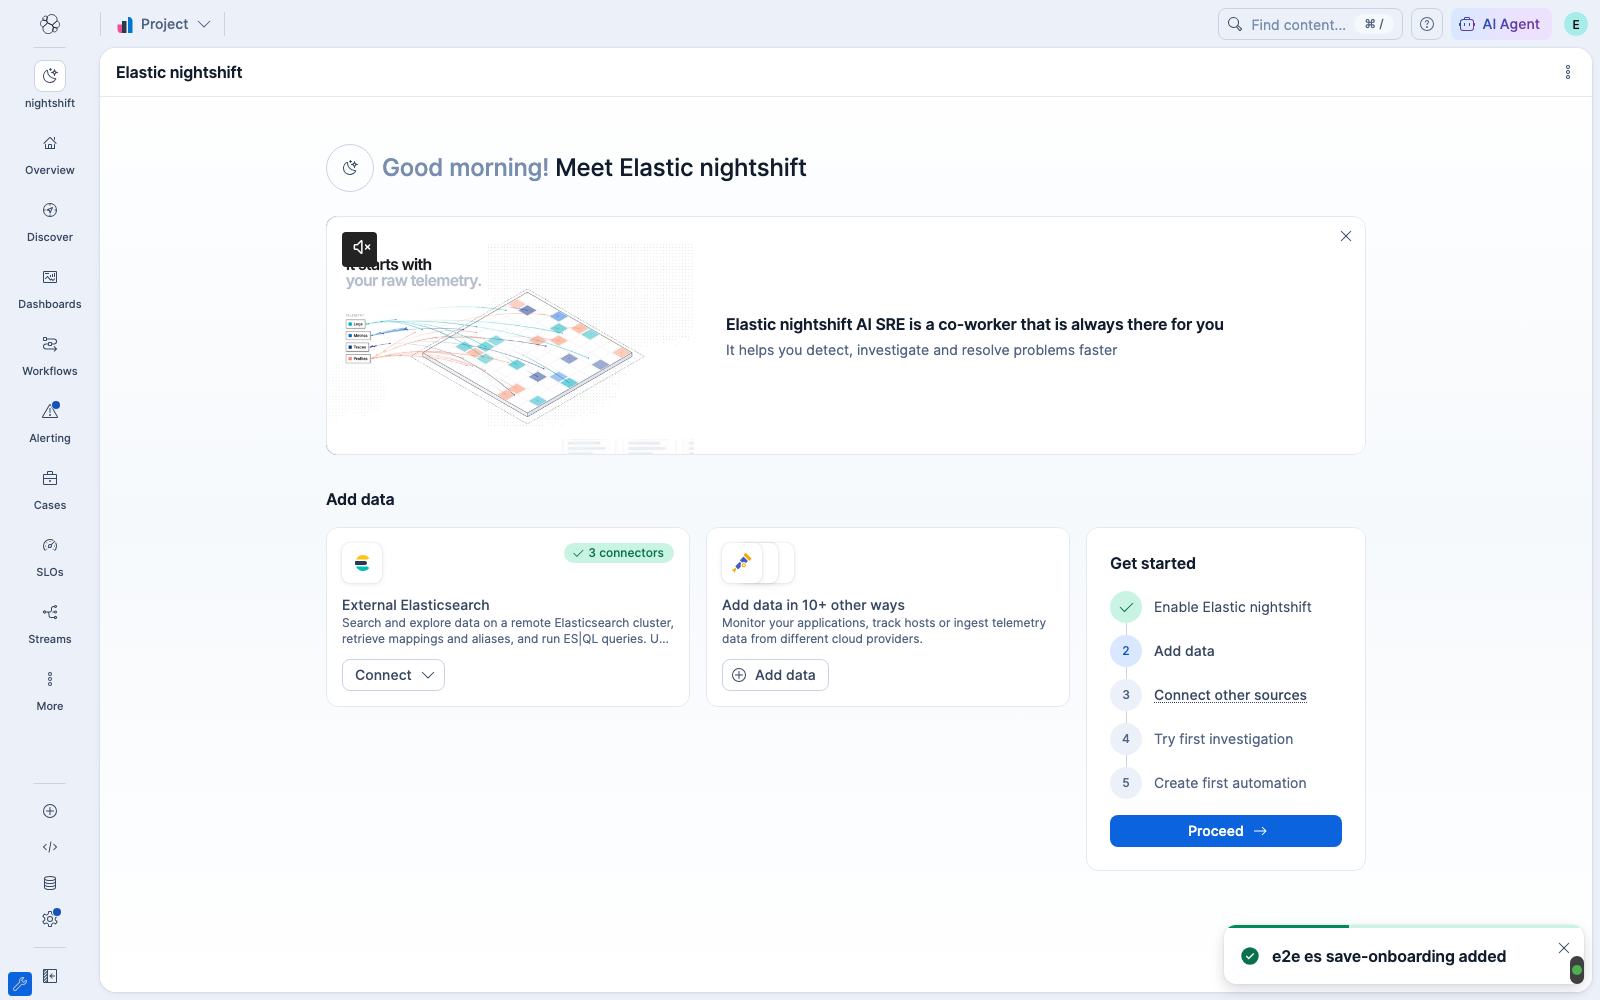 Project
Find content...
⌘ /
AI Agent
E
nightshift
Overview
Discover
Dashboards
Workflows
Alerting
Cases
SLOs
Streams
More
Elastic nightshift
Good morning! Meet Elastic nightshift
It starts with
your raw telemetry.
Logs
Metrics
Traces
Profiles
Elastic nightshift AI SRE is a co-worker that is always there for you
It helps you detect, investigate and resolve problems faster
Add data
3 connectors
External Elasticsearch
Search and explore data on a remote Elasticsearch cluster,
retrieve mappings and aliases, and run ES|QL queries. U...
Connect
Add data in 10+ other ways
Monitor your applications, track hosts or ingest telemetry
data from different cloud providers.
Add data
Get started
Enable Elastic nightshift
2 Add data
3 Connect other sources
4 Try first investigation
5 Create first automation
Proceed
e2e es save-onboarding added